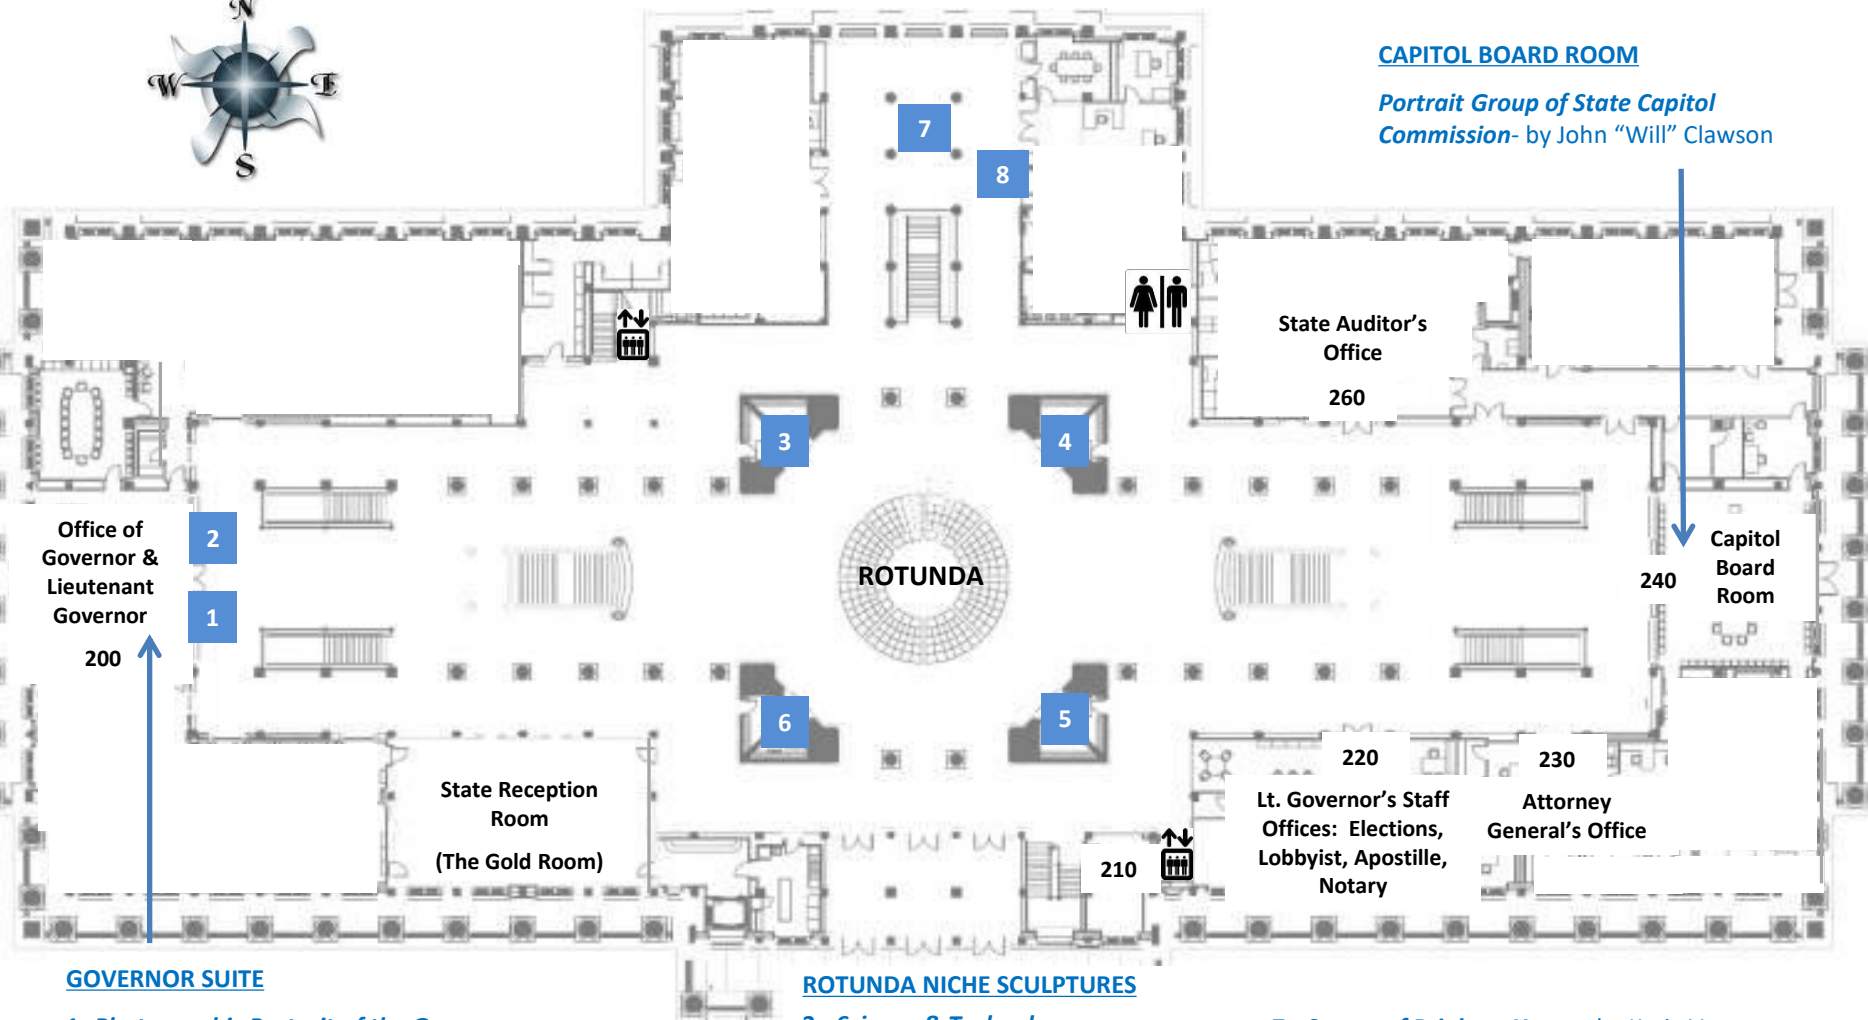 N
W
E
S
CAPITOL BOARD ROOM
Portrait Group of State Capitol
Commission- by John “Will” Clawson
7
8
State Auditor’s
Office
260
3
4
Office of
Governor &
Lieutenant
Governor
200
2
1
ROTUNDA
240
Capitol
Board
Room
6
5
State Reception
Room
(The Gold Room)
210
220
Lt. Governor’s Staff
Offices: Elections,
Lobbyist, Apostille,
Notary
230
Attorney
General’s Office
GOVERNOR SUITE
ROTUNDA NICHE SCULPTURES